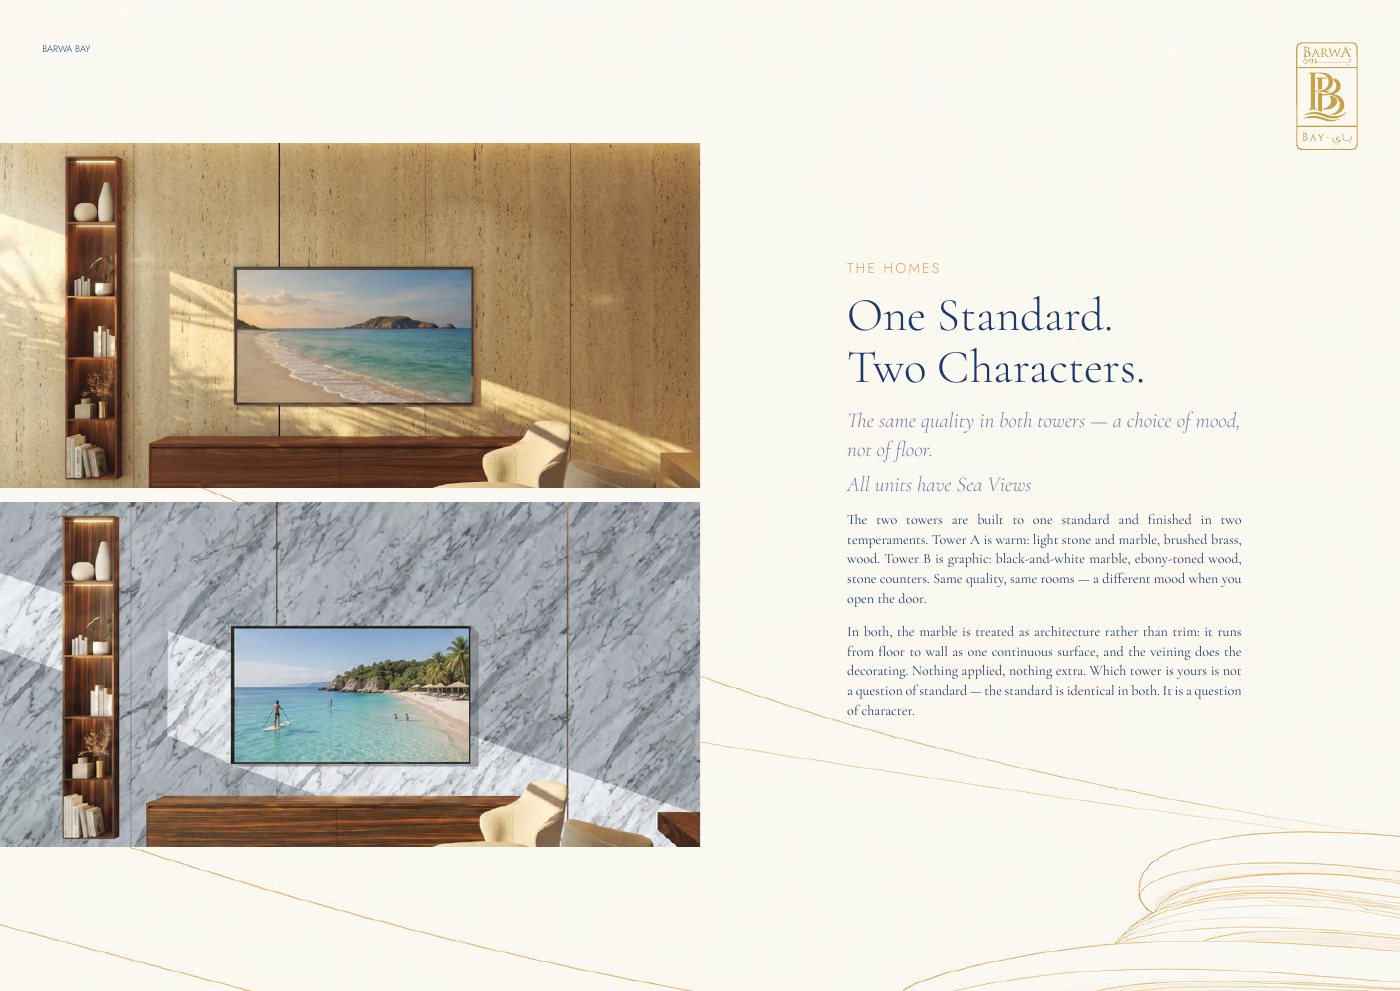 BARWA BAY
BARWA
بروة
BB
BAY - باي
THE HOMES
One Standard.
Two Characters.
The same quality in both towers — a choice of mood,
not of floor.
All units have Sea Views
The two towers are built to one standard and finished in two
temperaments. Tower A is warm: light stone and marble, brushed brass,
wood. Tower B is graphic: black-and-white marble, ebony-toned wood,
stone counters. Same quality, same rooms — a different mood when you
open the door.
In both, the marble is treated as architecture rather than trim: it runs
from floor to wall as one continuous surface, and the veining does the
decorating. Nothing applied, nothing extra. Which tower is yours is not
a question of standard — the standard is identical in both. It is a question
of character.